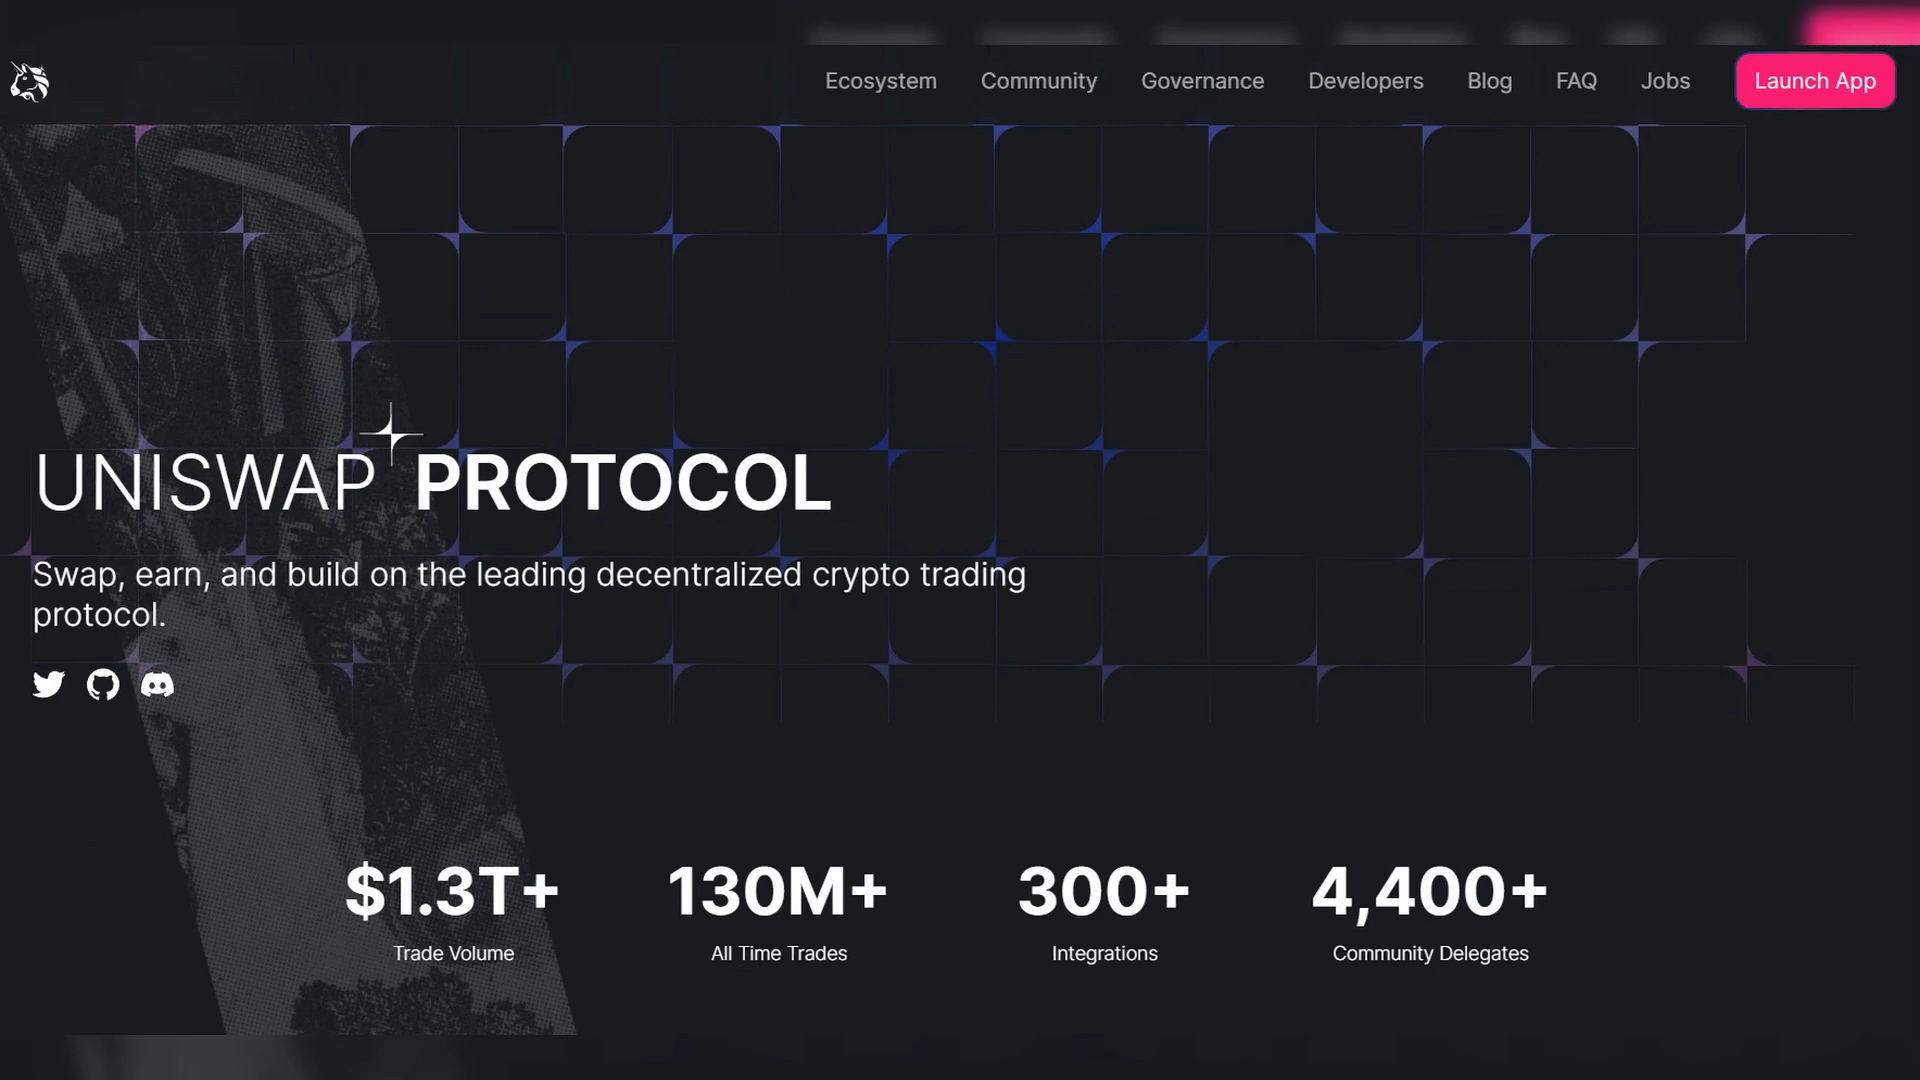 Ecosystem Community Governance Developers Blog FAQ Jobs Launch App
UNISWAP PROTOCOL
Swap, earn, and build on the leading decentralized crypto trading
protocol.
$1.3T+ 130M+ 300+ 4,400+
Trade Volume All Time Trades Integrations Community Delegates